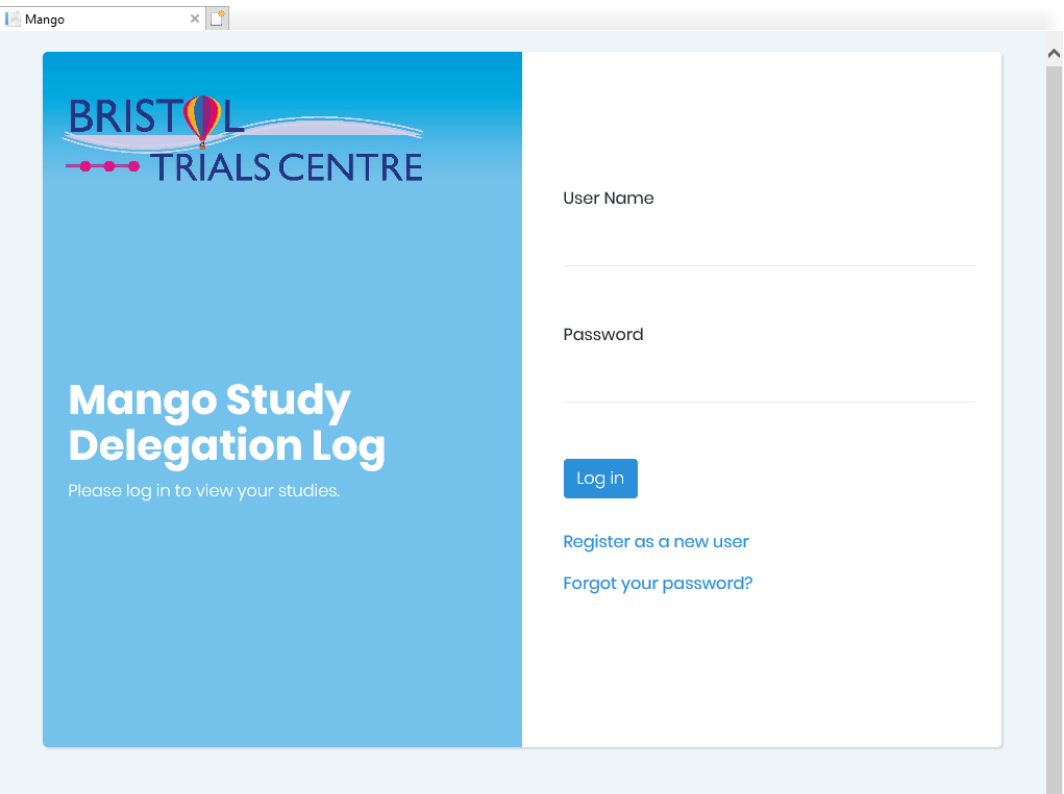 Mango
BRISTOL
TRIALS CENTRE
Mango Study
Delegation Log
Please log in to view your studies.
User Name
Password
Log in
Register as a new user
Forgot your password?